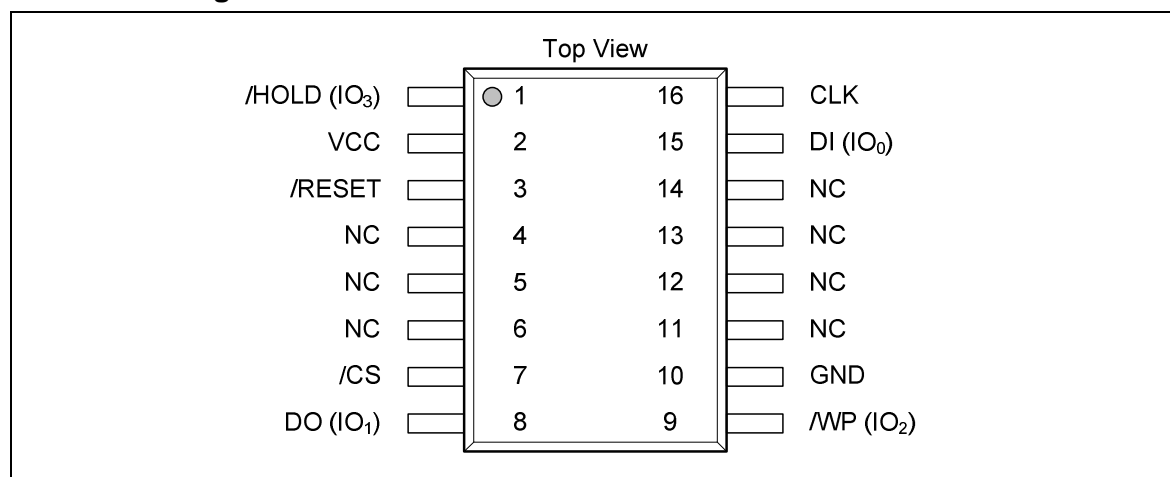 Top View
/HOLD (IO₃) 1 16 CLK
VCC 2 15 DI (IO₀)
/RESET 3 14 NC
NC 4 13 NC
NC 5 12 NC
NC 6 11 NC
/CS 7 10 GND
DO (IO₁) 8 9 /WP (IO₂)